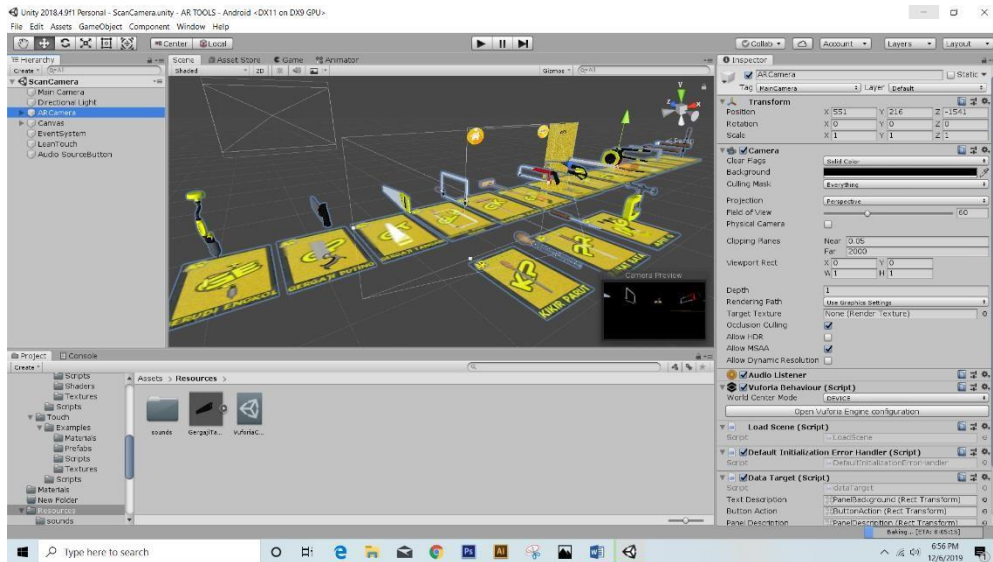 Unity 2018.4.9f1 Personal - ScanCamera.unity - AR TOOLS - Android <DX11 on DX9 GPU>
File Edit Assets GameObject Component Window Help
Center Local
Collab Account Layers Layout
Hierarchy
Create All
ScanCamera
Main Camera
Directional Light
ARCamera
Canvas
EventSystem
LeanTouch
Audio SourceButton
Scene Asset Store Game Animator
Shaded 2D Gizmos All
y
x
z
Persp
GERGAJI PUTING
KIKIR PARUT
KP
Camera Preview
Inspector
ARCamera Static
Tag MainCamera Layer Default
Transform
Position X 551 Y 216 Z -1541
Rotation X 0 Y 0 Z 0
Scale X 1 Y 1 Z 1
Camera
Clear Flags Solid Color
Background
Culling Mask Everything
Projection Perspective
Field of View 60
Physical Camera
Clipping Planes Near 0.05
Far 2000
Viewport Rect X 0 Y 0
W 1 H 1
Depth 1
Rendering Path Use Graphics Settings
Target Texture None (Render Texture)
Occlusion Culling
Allow HDR
Allow MSAA
Allow Dynamic Resolution
Audio Listener
Vuforia Behaviour (Script)
World Center Mode DEVICE
Open Vuforia Engine configuration
Load Scene (Script)
Script LoadScene
Default Initialization Error Handler (Script)
Script DefaultInitializationErrorHandler
Data Target (Script)
Script dataTarget
Text Description PanelBackground (Rect Transform)
Button Action ButtonAction (Rect Transform)
Panel Description PanelDescription (Rect Transform)
Project Console
Create
Scripts
Shaders
Textures
Scripts
Touch
Examples
Materials
Prefabs
Scripts
Textures
Scripts
Materials
New Folder
Resources
sounds
Assets > Resources >
sounds GergajiTa... VuforiaC...
Type here to search
6:56 PM
12/6/2019